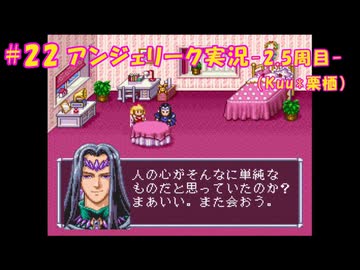 #22 アンジェリーク実況-2.5周目-
（Kuu:栗栖）
人の心がそんなに単純な
ものだと思っていたのか？
まあいい。また会おう。